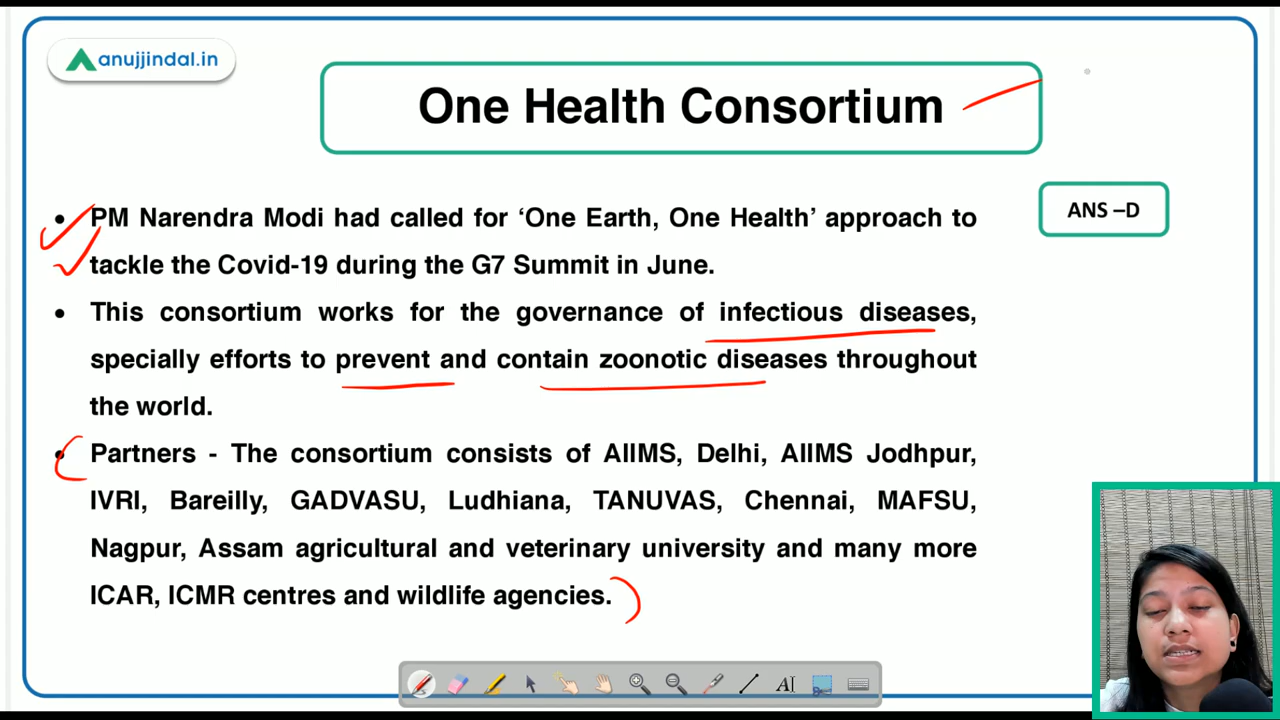 anujjindal.in
One Health Consortium
ANS –D
• PM Narendra Modi had called for ‘One Earth, One Health’ approach to
tackle the Covid-19 during the G7 Summit in June.
• This consortium works for the governance of infectious diseases,
specially efforts to prevent and contain zoonotic diseases throughout
the world.
• Partners - The consortium consists of AIIMS, Delhi, AIIMS Jodhpur,
IVRI, Bareilly, GADVASU, Ludhiana, TANUVAS, Chennai, MAFSU,
Nagpur, Assam agricultural and veterinary university and many more
ICAR, ICMR centres and wildlife agencies.